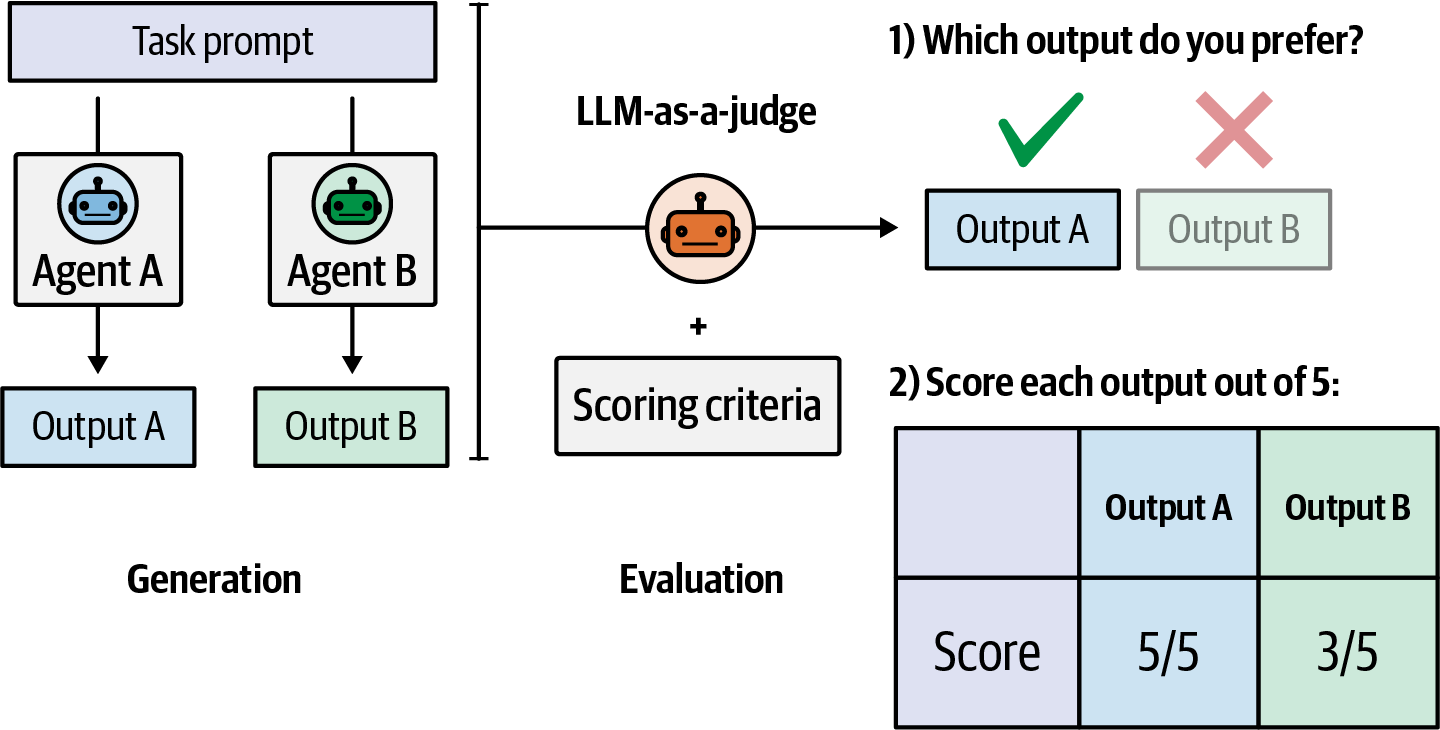 Task prompt
Agent A
Agent B
Output A
Output B
Generation
LLM-as-a-judge
+
Scoring criteria
Evaluation
1) Which output do you prefer?
Output A
Output B
2) Score each output out of 5:
Output A
Output B
Score
5/5
3/5